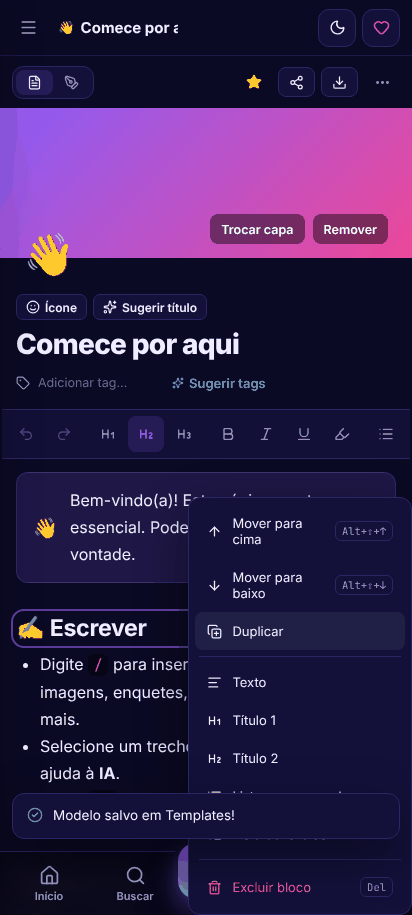 Comece por a
Trocar capa
Remover
Ícone
Sugerir título
Comece por aqui
Adicionar tag...
Sugerir tags
H1
H2
H3
B
I
U
Bem-vindo(a)!
essencial. Pode
vontade.
Mover para cima
Alt+⇧+↑
Mover para baixo
Alt+⇧+↓
Duplicar
Texto
H1 Título 1
H2 Título 2
Escrever
Digite / para inser
imagens, enquetes,
mais.
Selecione um trech
ajuda à IA.
Modelo salvo em Templates!
Excluir bloco
Del
Início
Buscar